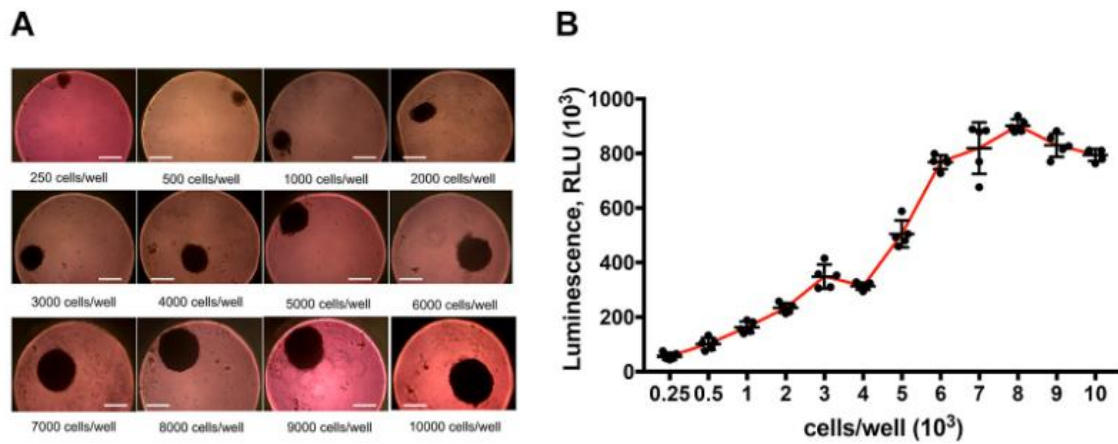 A
250 cells/well 500 cells/well 1000 cells/well 2000 cells/well
3000 cells/well 4000 cells/well 5000 cells/well 6000 cells/well
7000 cells/well 8000 cells/well 9000 cells/well 10000 cells/well
B
Luminescence, RLU (10³)
1000
800
600
400
200
0
0.25 0.5 1 2 3 4 5 6 7 8 9 10
cells/well (10³)